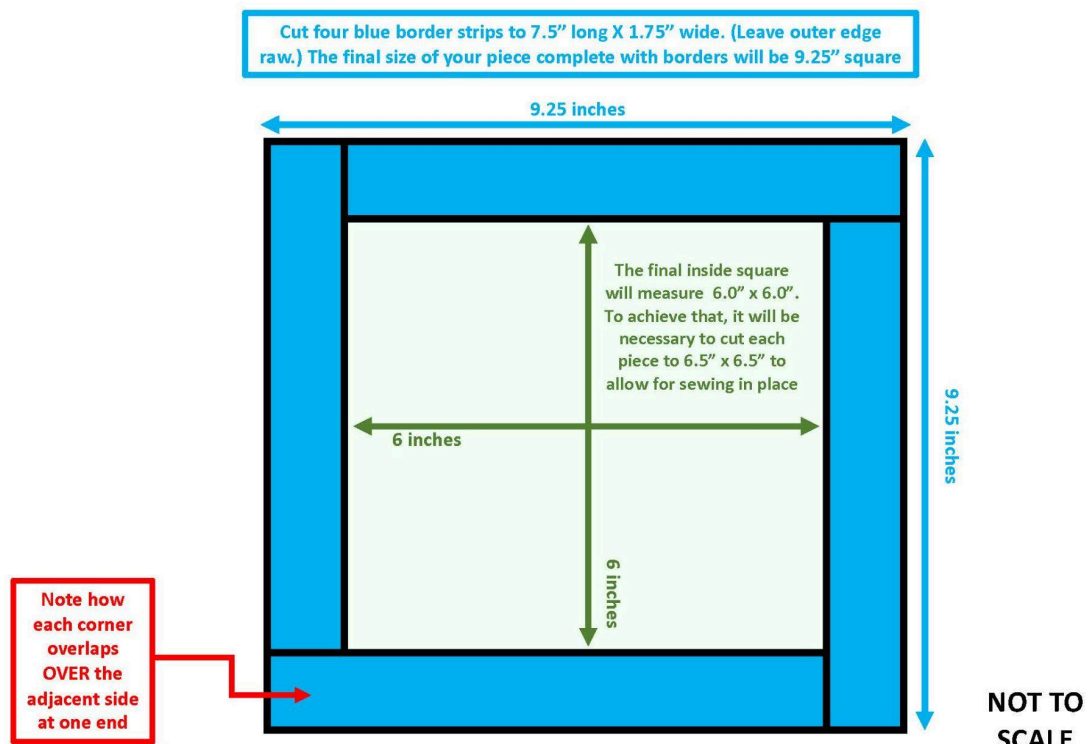 Cut four blue border strips to 7.5” long X 1.75” wide. (Leave outer edge
raw.) The final size of your piece complete with borders will be 9.25” square
9.25 inches
The final inside square
will measure 6.0” x 6.0”.
To achieve that, it will be
necessary to cut each
piece to 6.5” x 6.5” to
allow for sewing in place
6 inches
9.25 inches
6 inches
Note how
each corner
overlaps
OVER the
adjacent side
at one end
NOT TO
SCALE